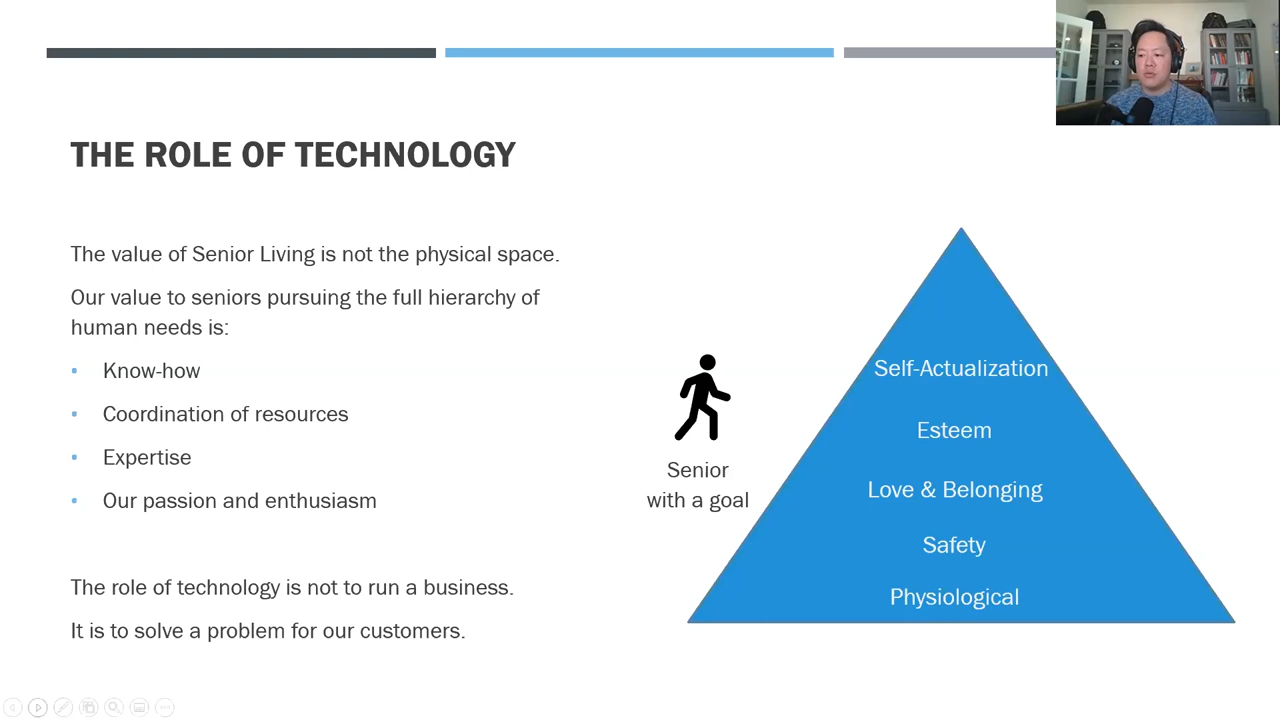 THE ROLE OF TECHNOLOGY
The value of Senior Living is not the physical space.
Our value to seniors pursuing the full hierarchy of
human needs is:
• Know-how
• Coordination of resources
• Expertise
• Our passion and enthusiasm
The role of technology is not to run a business.
It is to solve a problem for our customers.
Senior
with a goal
Self-Actualization
Esteem
Love & Belonging
Safety
Physiological